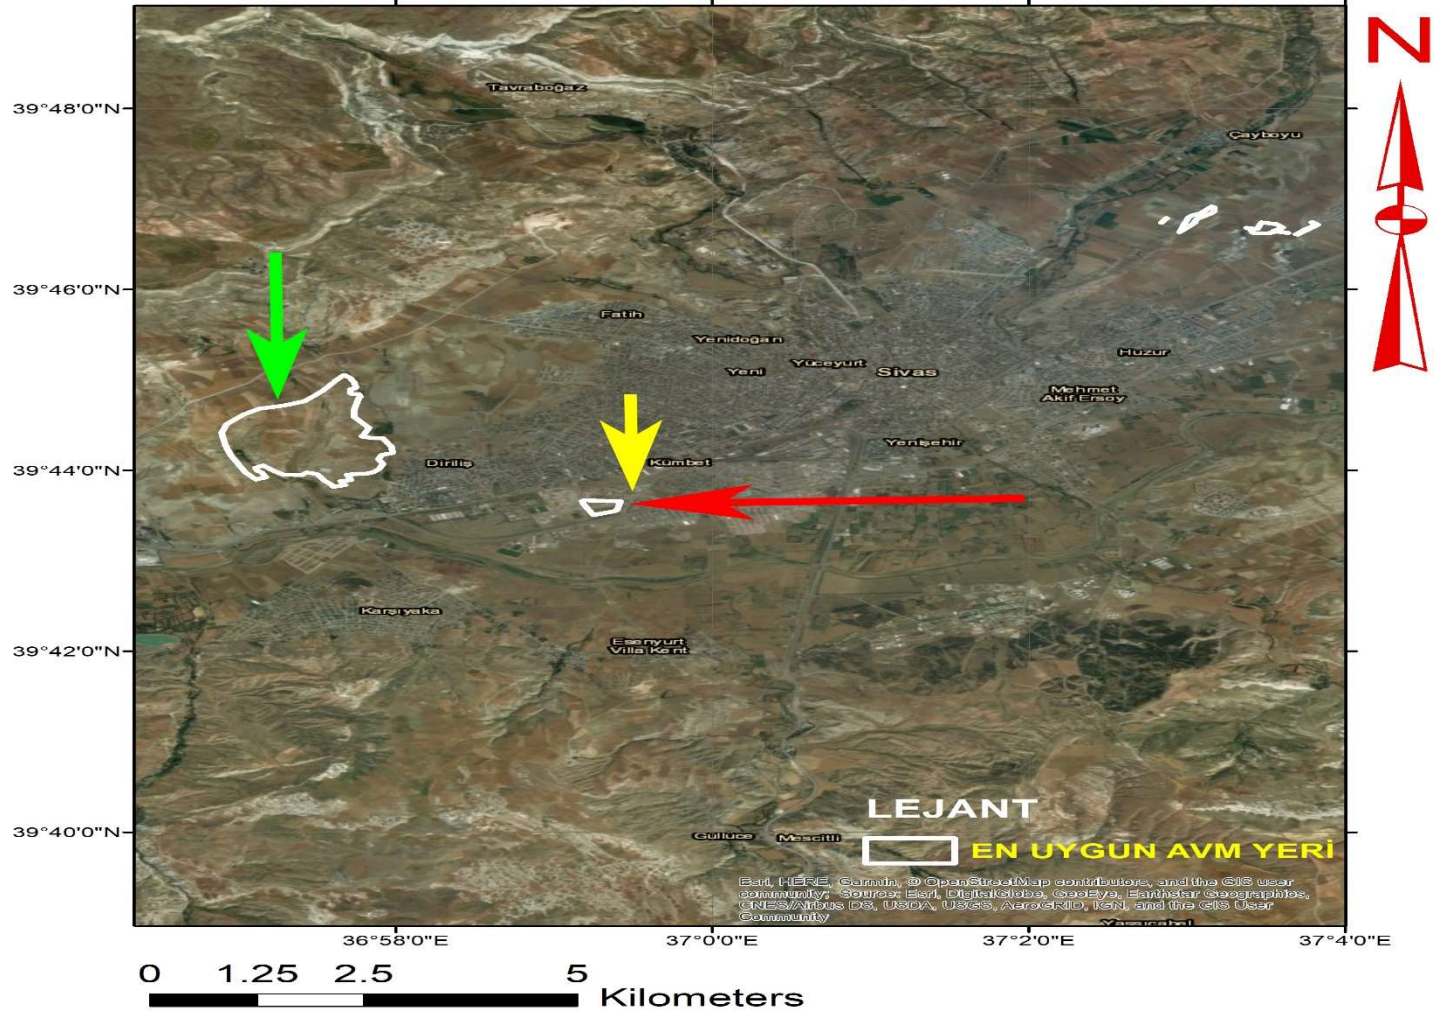 N
Tavraboğaz
39°48'0"N
Çayboyu
39°46'0"N
Fatih
Yenidoğan
Yüceyurt
Huzur
Yeni
Sivas
Mehmet
Akif Ersoy
Yenişehir
39°44'0"N
Diriliş
Kümbet
Karşıyaka
Esenyurt
Villa Kent
39°42'0"N
LEJANT
39°40'0"N
Güllüce
Mescitli
EN UYGUN AVM YERİ
Esri, HERE, Garmin, © OpenStreetMap contributors, and the GIS user
community; Source: Esri, DigitalGlobe, GeoEye, Earthstar Geographics,
CNES/Airbus DS, USDA, USGS, AeroGRID, IGN, and the GIS User
Community
36°58'0"E
37°0'0"E
37°2'0"E
37°4'0"E
0 1.25 2.5 5
Kilometers